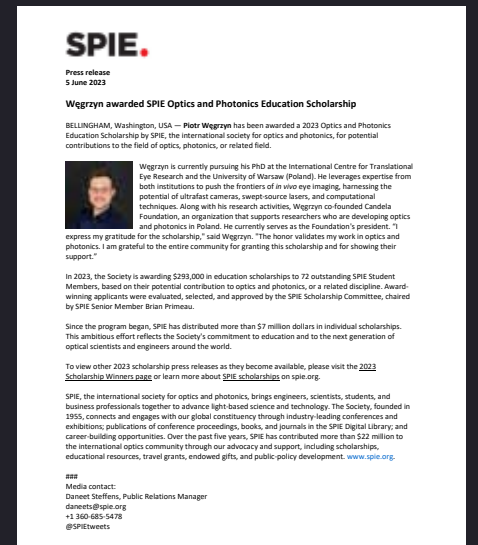 SPIE.
Press release
5 June 2023
Węgrzyn awarded SPIE Optics and Photonics Education Scholarship
BELLINGHAM, Washington, USA — Piotr Węgrzyn has been awarded a 2023 Optics and Photonics
Education Scholarship by SPIE, the international society for optics and photonics, for potential
contributions to the field of optics, photonics, or related field.
Węgrzyn is currently pursuing his PhD at the International Centre for Translational
Eye Research and the University of Warsaw (Poland). He leverages expertise from
both institutions to push the frontiers of in vivo eye imaging, harnessing the
potential of ultrafast cameras, swept-source lasers, and computational
techniques. Along with his research activities, Węgrzyn co-founded Candela
Foundation, an organization that supports researchers who are developing optics
and photonics in Poland. He currently serves as the Foundation's president. "I
express my gratitude for the scholarship," said Węgrzyn. "The honor validates my work in optics and
photonics. I am grateful to the entire community for granting this scholarship and for showing their
support."
In 2023, the Society is awarding $293,000 in education scholarships to 72 outstanding SPIE Student
Members, based on their potential contribution to optics and photonics, or a related discipline. Award-
winning applicants were evaluated, selected, and approved by the SPIE Scholarship Committee, chaired
by SPIE Senior Member Brian Primeau.
Since the program began, SPIE has distributed more than $7 million dollars in individual scholarships.
This ambitious effort reflects the Society's commitment to education and to the next generation of
optical scientists and engineers around the world.
To view other 2023 scholarship press releases as they become available, please visit the 2023
Scholarship Winners page or learn more about SPIE scholarships on spie.org.
SPIE, the international society for optics and photonics, brings engineers, scientists, students, and
business professionals together to advance light-based science and technology. The Society, founded in
1955, connects and engages with our global constituency through industry-leading conferences and
exhibitions; publications of conference proceedings, books, and journals in the SPIE Digital Library; and
career-building opportunities. Over the past five years, SPIE has contributed more than $22 million to
the international optics community through our advocacy and support, including scholarships,
educational resources, travel grants, endowed gifts, and public-policy development. www.spie.org.
###
Media contact:
Daneet Steffens, Public Relations Manager
daneets@spie.org
+1 360-685-5478
@SPIEtweets